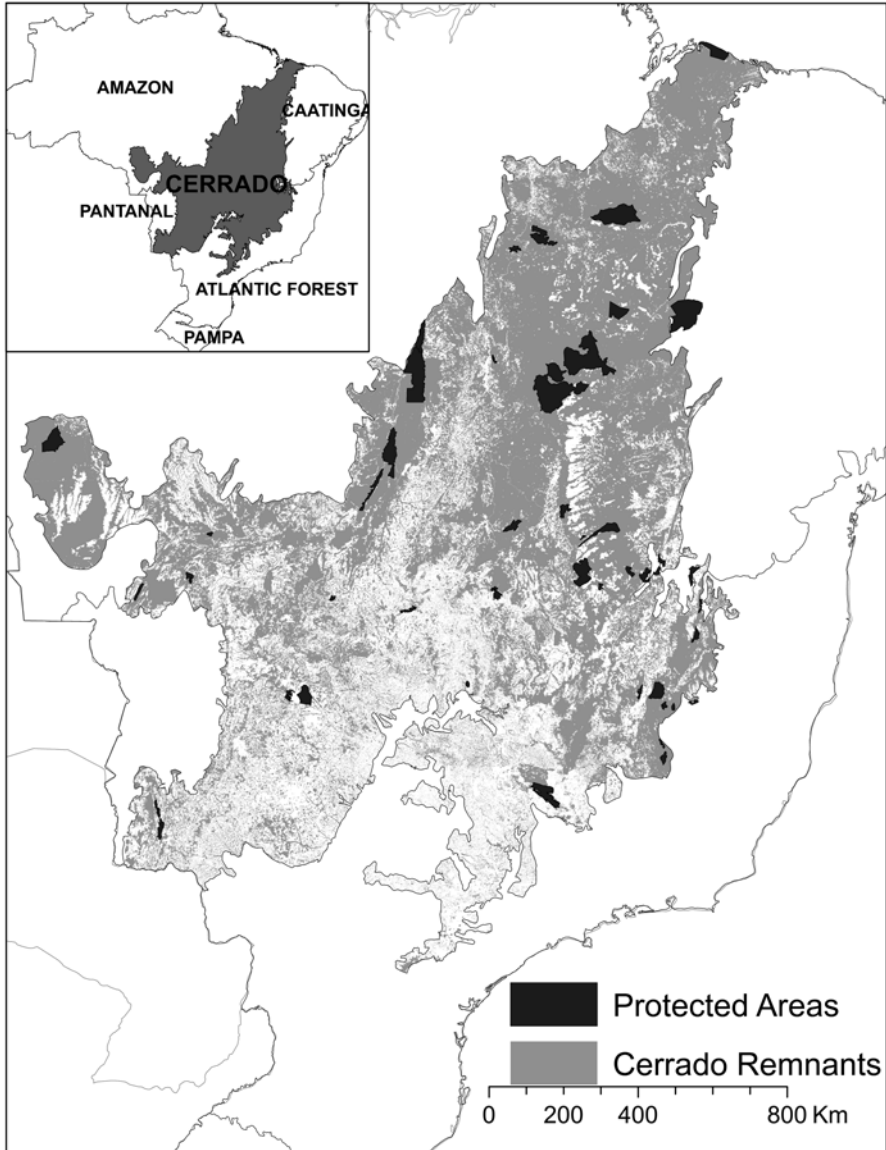 AMAZON
CAATINGA
CERRADO
PANTANAL
ATLANTIC FOREST
PAMPA
Protected Areas
Cerrado Remnants
0 200 400 800 Km